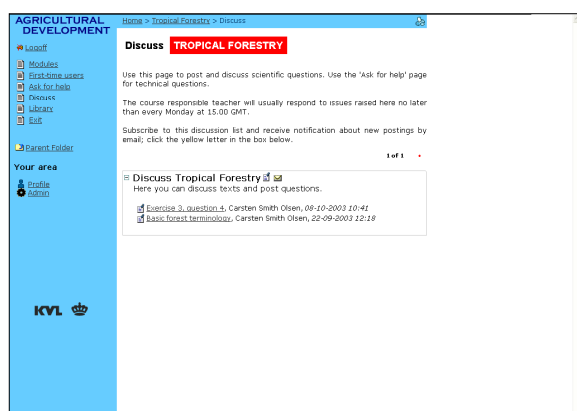 AGRICULTURAL
DEVELOPMENT
Logoff
Modules
First-time users
Ask for help
Discuss
Library
Exit
Parent Folder
Your area
Profile
Admin
KVL
Home > Tropical Forestry > Discuss
Discuss TROPICAL FORESTRY
Use this page to post and discuss scientific questions. Use the 'Ask for help' page
for technical questions.
The course responsible teacher will usually respond to issues raised here no later
than every Monday at 15.00 GMT.
Subscribe to this discussion list and receive notification about new postings by
email; click the yellow letter in the box below.
1 of 1
Discuss Tropical Forestry
Here you can discuss texts and post questions.
Exercise 3, question 4, Carsten Smith Olsen, 08-10-2003 10:41
Basic forest terminology, Carsten Smith Olsen, 22-09-2003 12:18